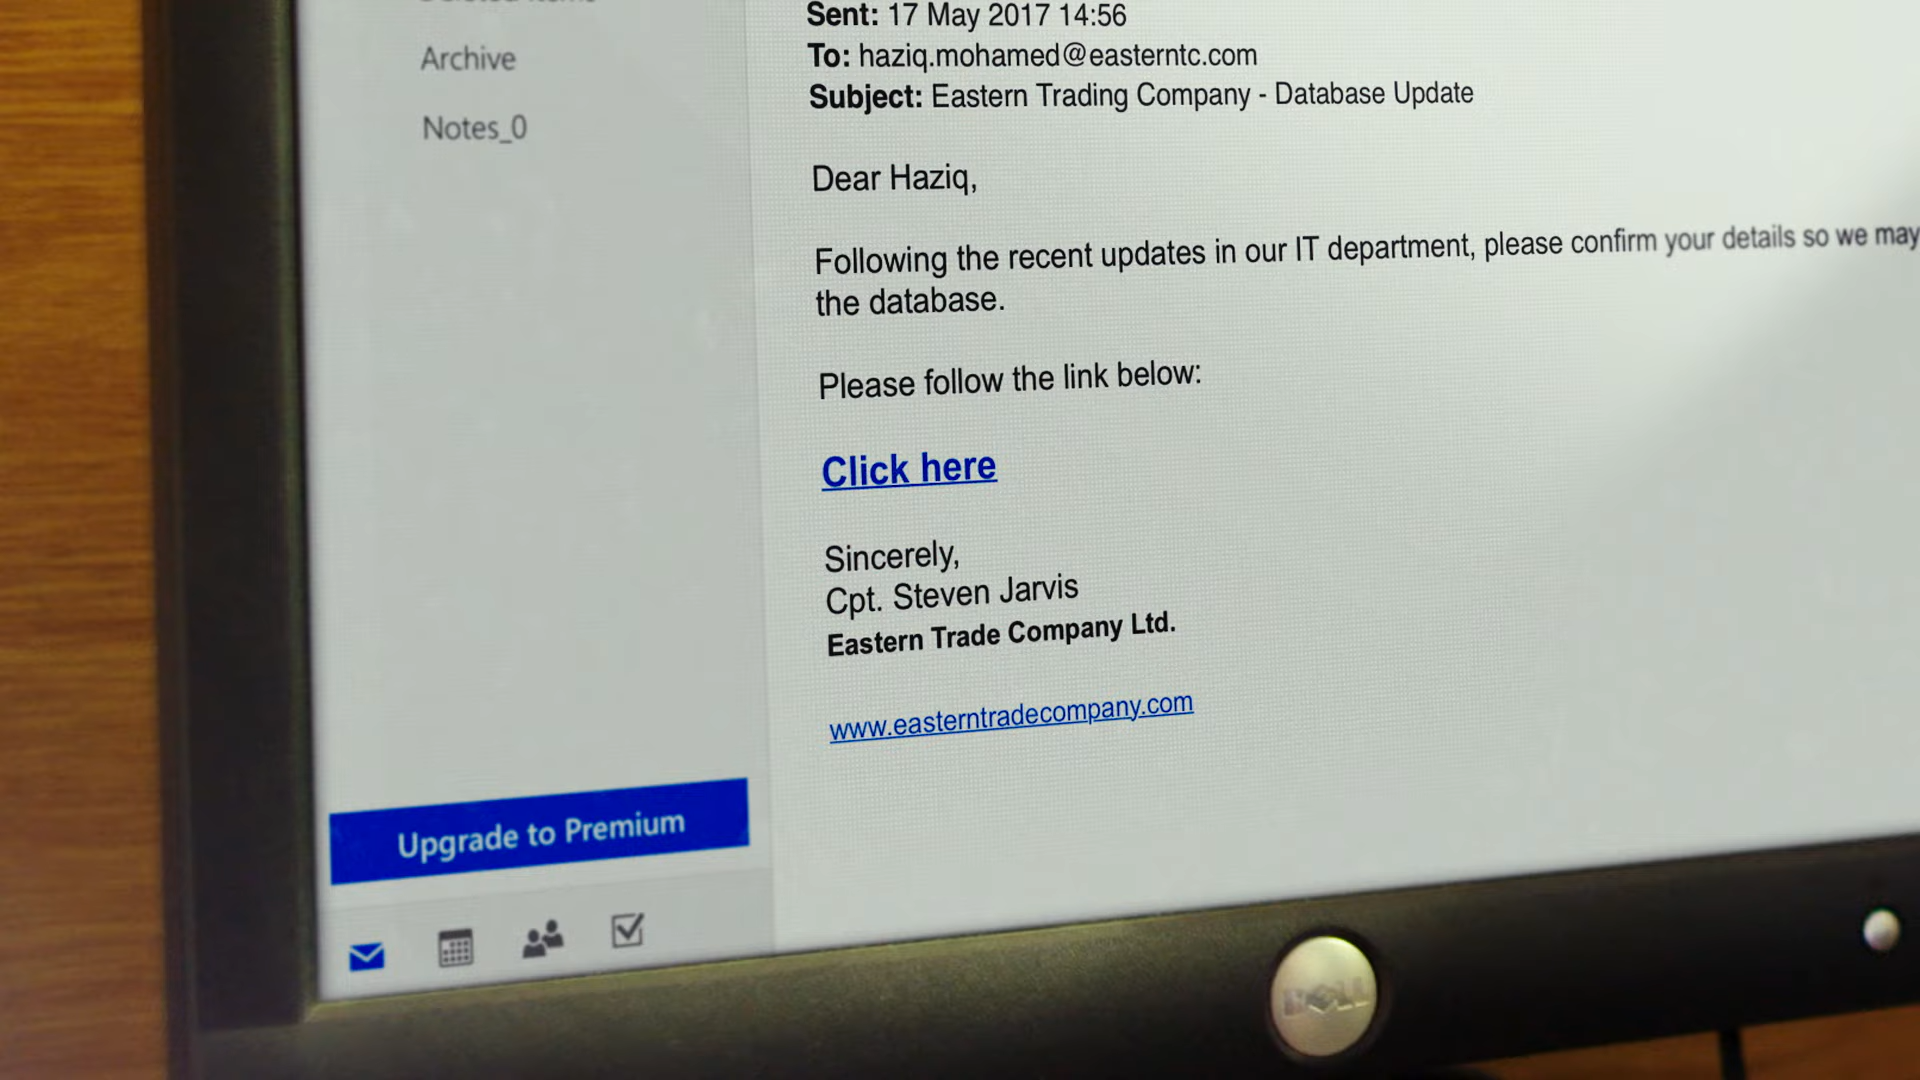 Archive
Notes_0
Sent: 17 May 2017 14:56
To: haziq.mohamed@easterntc.com
Subject: Eastern Trading Company - Database Update
Dear Haziq,
Following the recent updates in our IT department, please confirm your details so we may
the database.
Please follow the link below:
Click here
Sincerely,
Cpt. Steven Jarvis
Eastern Trade Company Ltd.
www.easterntradecompany.com
Upgrade to Premium
DELL